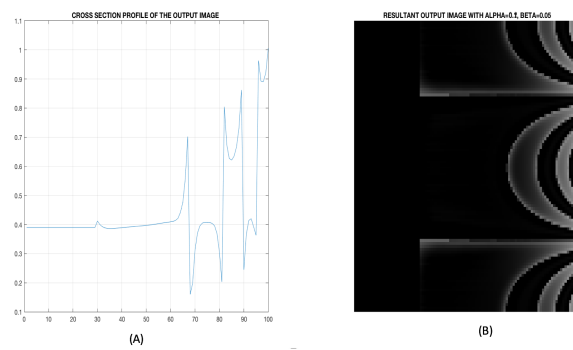 CROSS SECTION PROFILE OF THE OUTPUT IMAGE
1.1
1
0.9
0.8
0.7
0.6
0.5
0.4
0.3
0.2
0.1
0 10 20 30 40 50 60 70 80 90 100
(A)
RESULTANT OUTPUT IMAGE WITH BETA=0.05
(B)